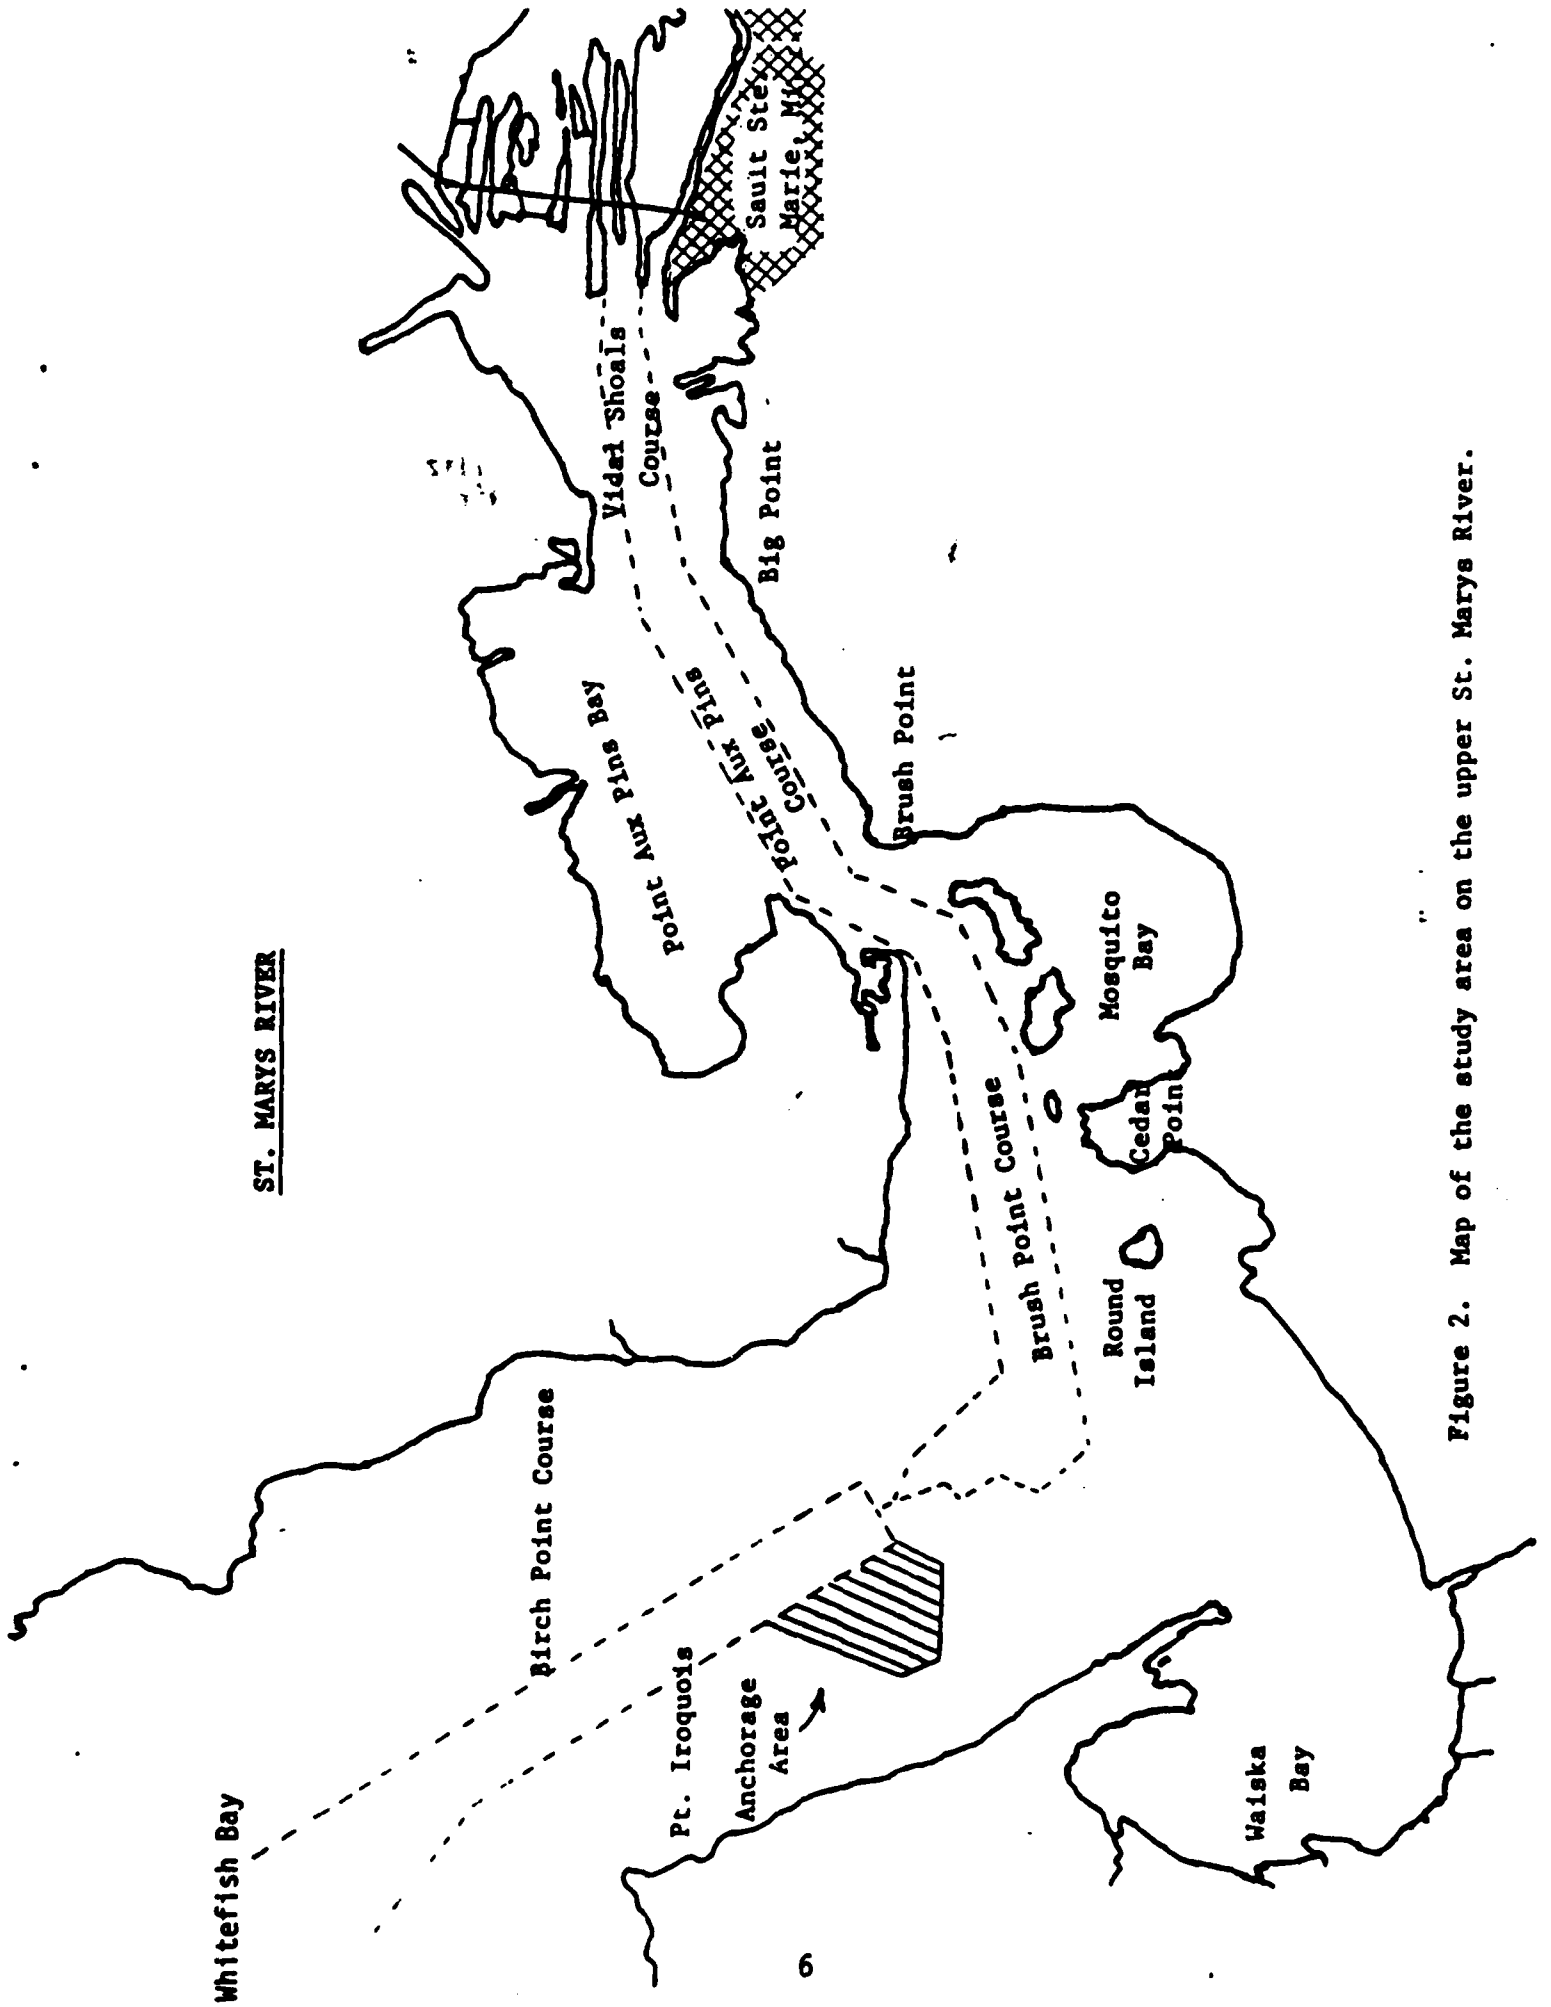 ST. MARYS RIVER
Whitefish Bay
Birch Point Course
Pt. Iroquois
Anchorage
Area
Waiska
Bay
Round
Island
Brush Point Course
Cedar
Point
Mosquito
Bay
Brush Point
Point Aux Pins Bay
Point Aux Pins
Course
Big Point
Vidal Shoals
Course
Sault Ste.
Marie, Mi
Figure 2. Map of the study area on the upper St. Marys River.
6